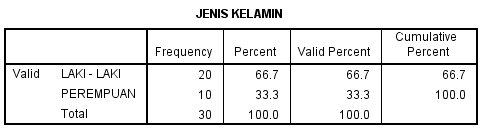 JENIS KELAMIN
Frequency Percent Valid Percent Cumulative Percent
Valid LAKI - LAKI 20 66.7 66.7 66.7
PEREMPUAN 10 33.3 33.3 100.0
Total 30 100.0 100.0